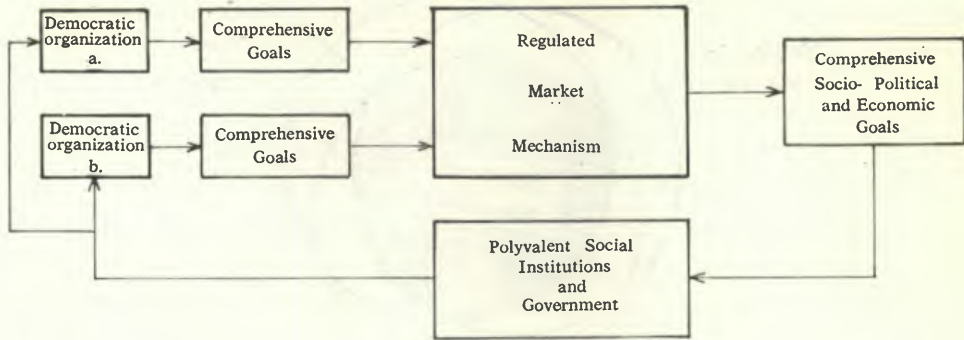 Democratic
organization
a.
Comprehensive
Goals
Democratic
organization
b.
Comprehensive
Goals
Regulated
Market
Mechanism
Comprehensive
Socio- Political
and Economic
Goals
Polyvalent Social
Institutions
and
Government